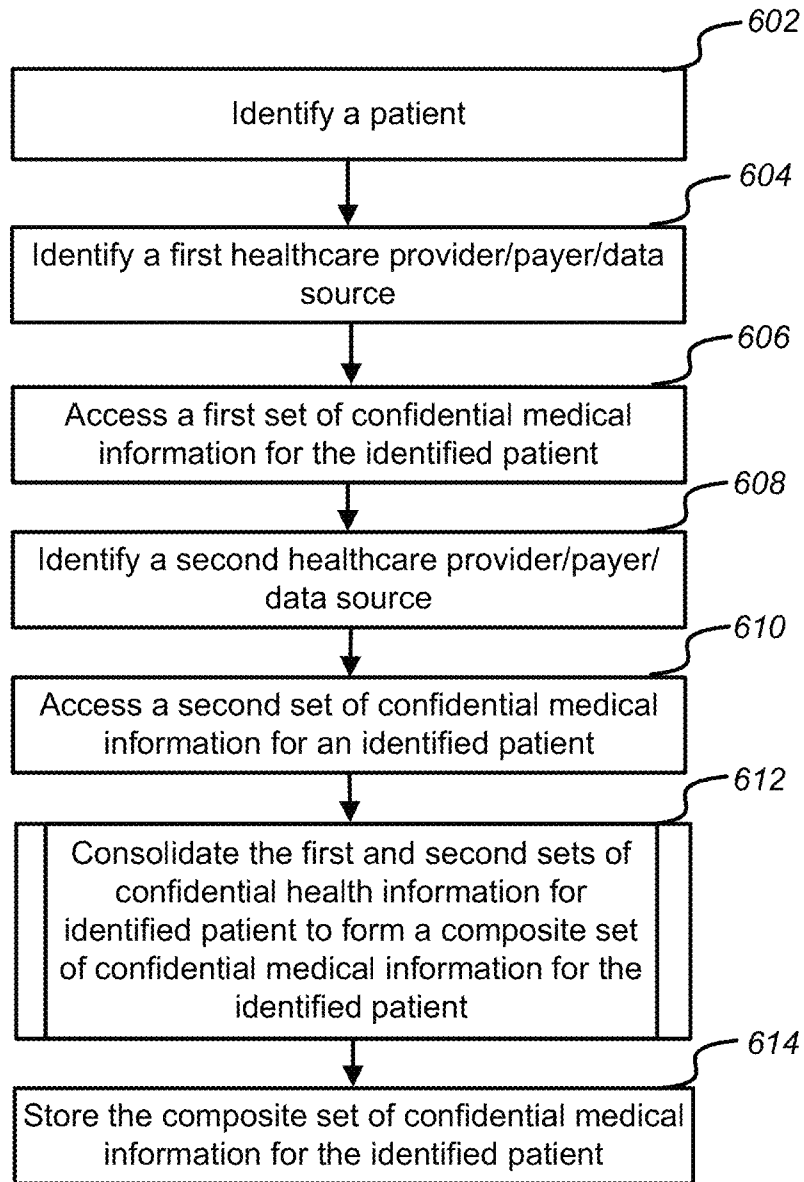 602
Identify a patient
604
Identify a first healthcare provider/payer/data
source
606
Access a first set of confidential medical
information for the identified patient
608
Identify a second healthcare provider/payer/
data source
610
Access a second set of confidential medical
information for an identified patient
612
Consolidate the first and second sets of
confidential health information for
identified patient to form a composite set
of confidential medical information for the
identified patient
614
Store the composite set of confidential medical
information for the identified patient